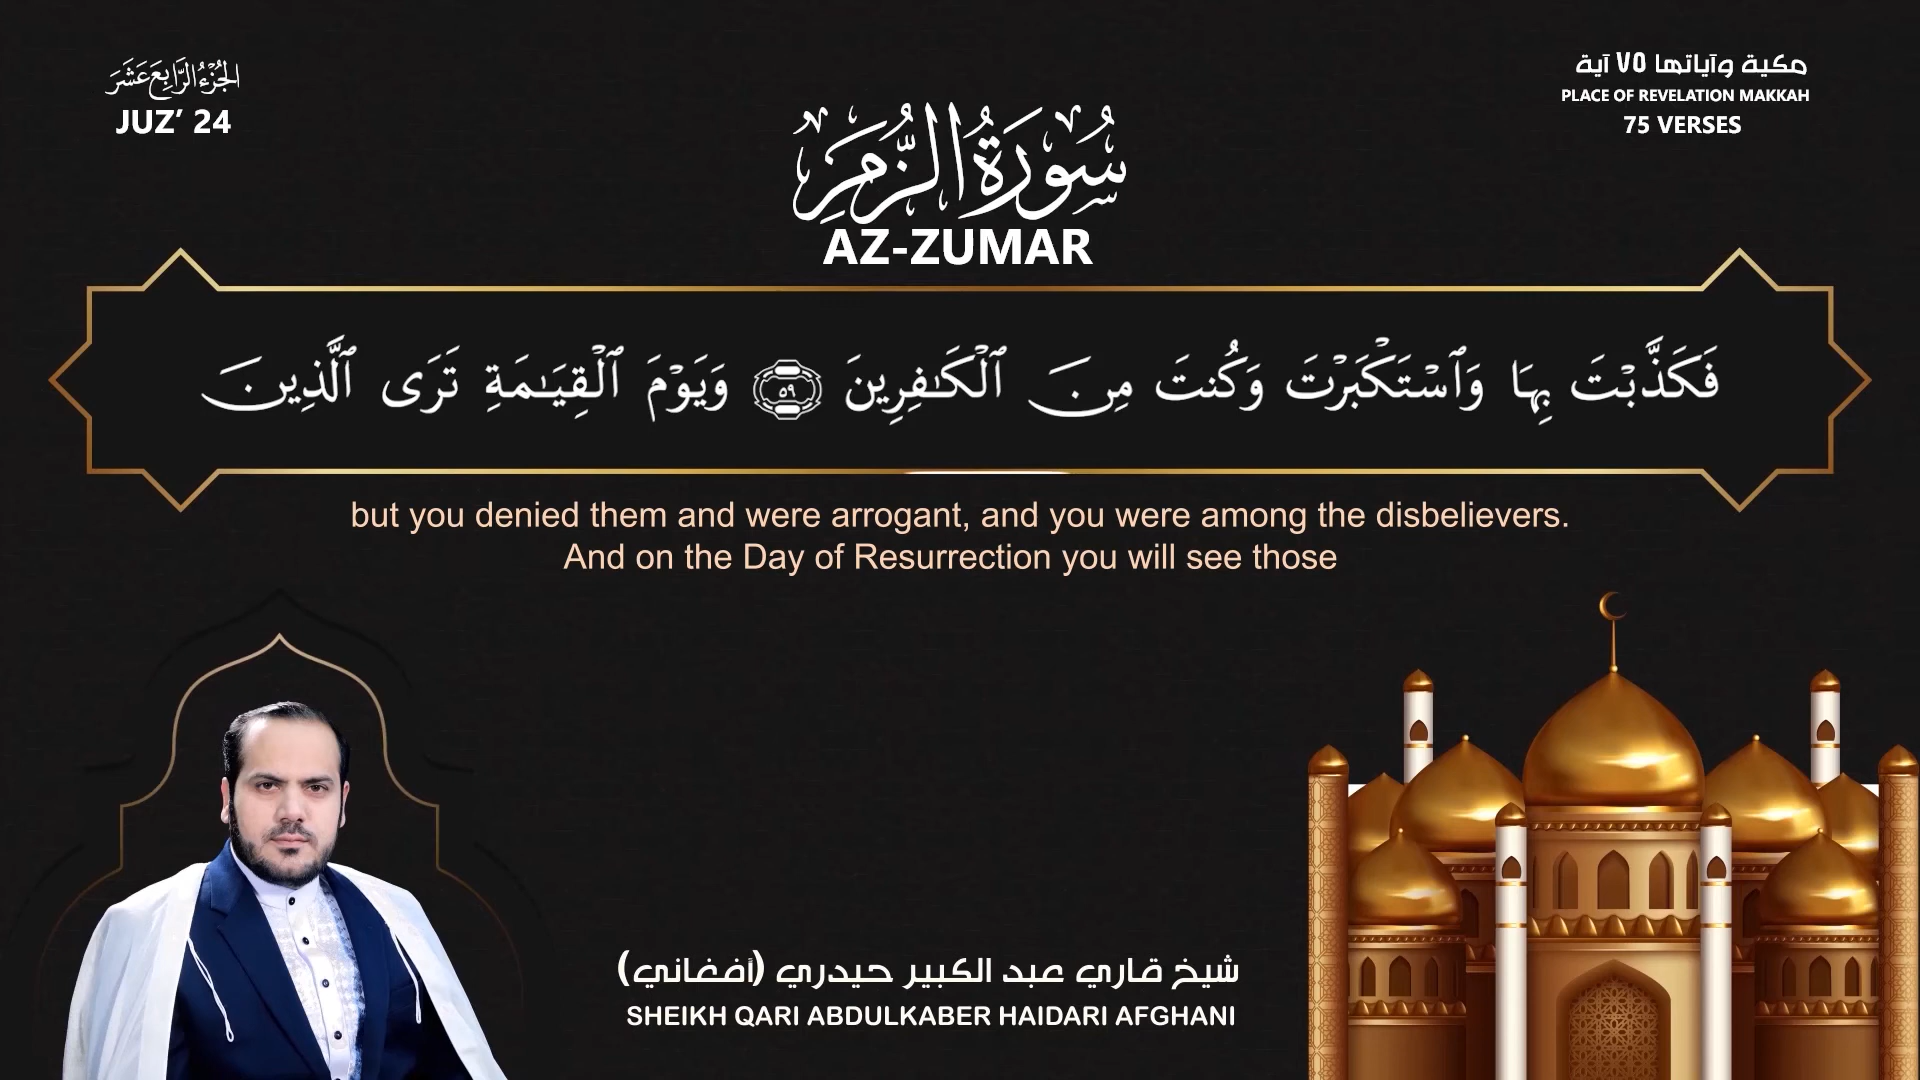 الجُزْءُ الرَّابِعَ عَشَرَ
JUZ’ 24
مكية وآياتها ٧٥ آية
PLACE OF REVELATION MAKKAH
75 VERSES
سُورَةُ الزُّمَرِ
AZ-ZUMAR
فَكَذَّبْتَ بِهَا وَٱسْتَكْبَرْتَ وَكُنتَ مِنَ ٱلْكَـٰفِرِينَ ٥٩ وَيَوْمَ ٱلْقِيَـٰمَةِ تَرَى ٱلَّذِينَ
but you denied them and were arrogant, and you were among the disbelievers.
And on the Day of Resurrection you will see those
شيخ قاري عبد الكبير حيدري (أفغاني)
SHEIKH QARI ABDULKABER HAIDARI AFGHANI